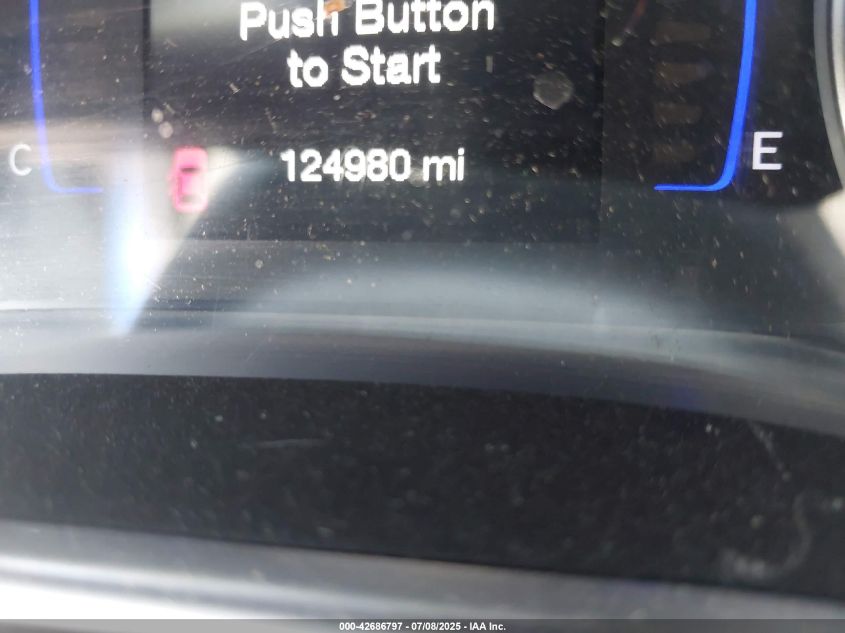 Push Button
to Start
C
124980 mi
E
000-42686797 - 07/08/2025 - IAA Inc.